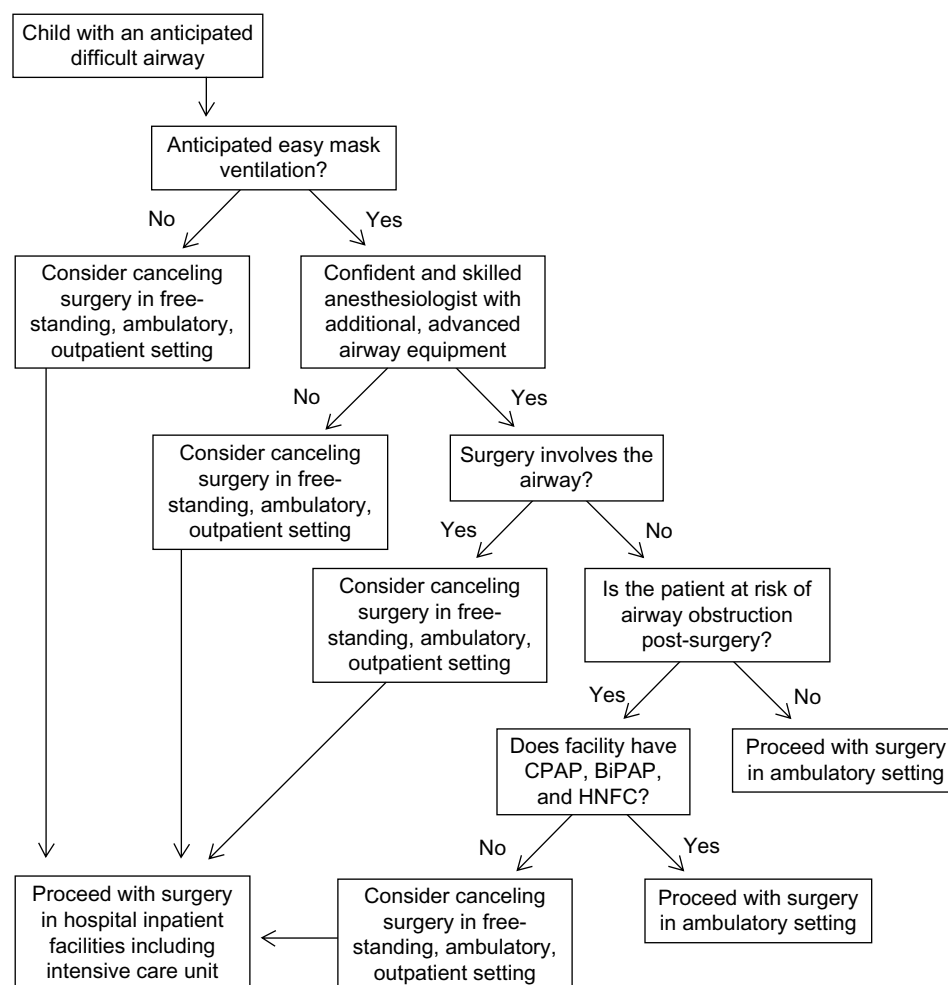 Child with an anticipated
difficult airway
Anticipated easy mask
ventilation?
No
Yes
Consider canceling
surgery in free-
standing, ambulatory,
outpatient setting
Confident and skilled
anesthesiologist with
additional, advanced
airway equipment
No
Yes
Consider canceling
surgery in free-
standing, ambulatory,
outpatient setting
Surgery involves the
airway?
Yes
No
Consider canceling
surgery in free-
standing, ambulatory,
outpatient setting
Is the patient at risk of
airway obstruction
post-surgery?
Yes
No
Does facility have
CPAP, BiPAP,
and HNFC?
Proceed with surgery
in ambulatory setting
No
Yes
Proceed with surgery
in hospital inpatient
facilities including
intensive care unit
Consider canceling
surgery in free-
standing, ambulatory,
outpatient setting
Proceed with surgery
in ambulatory setting